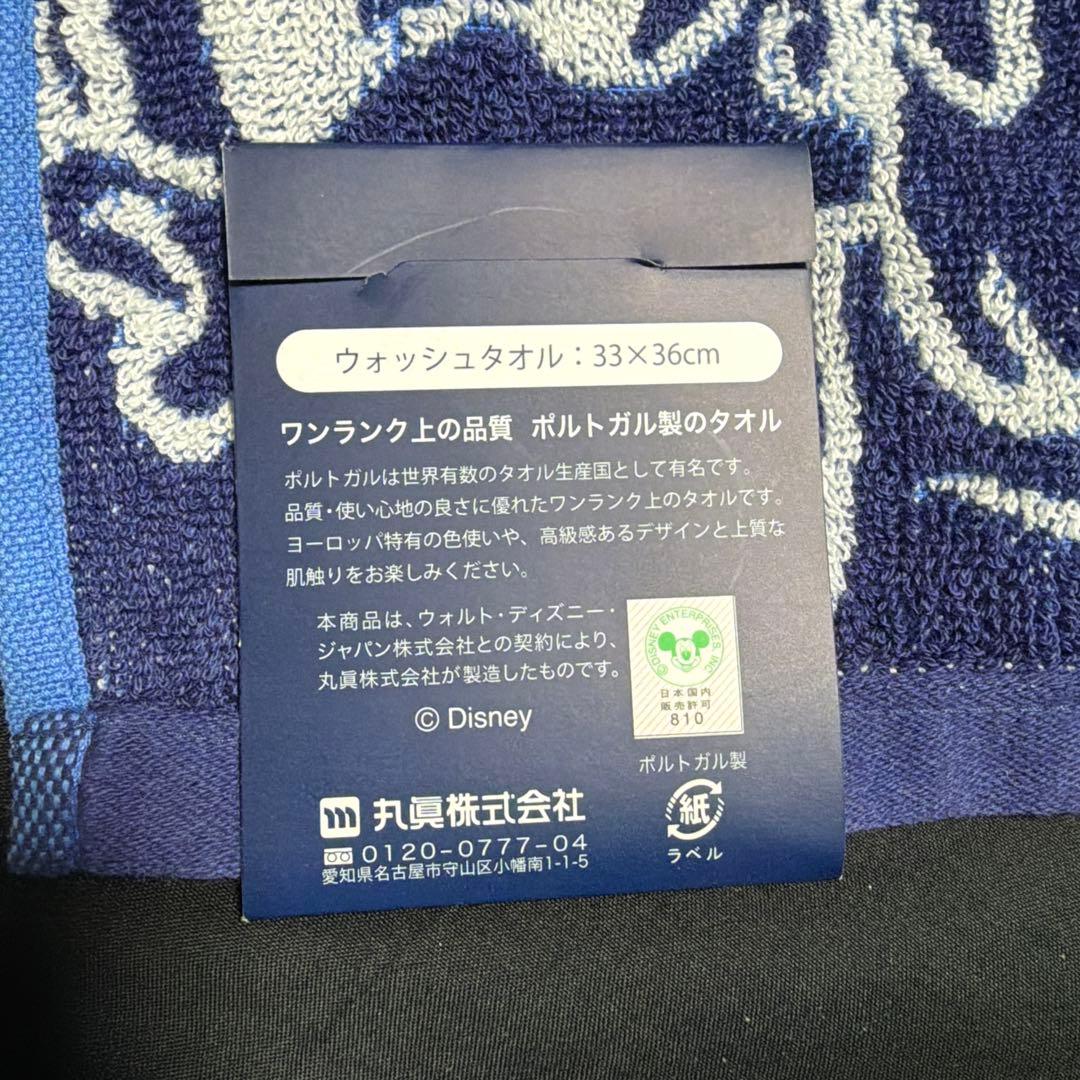 ウォッシュタオル：33×36cm
ワンランク上の品質 ポルトガル製のタオル
ポルトガルは世界有数のタオル生産国として有名です。
品質・使い心地の良さに優れたワンランク上のタオルです。
ヨーロッパ特有の色使いや、高級感あるデザインと上質な
肌触りをお楽しみください。
本商品は、ウォルト・ディズニー・
ジャパン株式会社との契約により、
丸眞株式会社が製造したものです。
© Disney
©DISNEY ENTERPRISES, INC.
日本国内
販売許可
810
ポルトガル製
紙
ラベル
丸眞株式会社
0120-0777-04
愛知県名古屋市守山区小幡南1-1-5